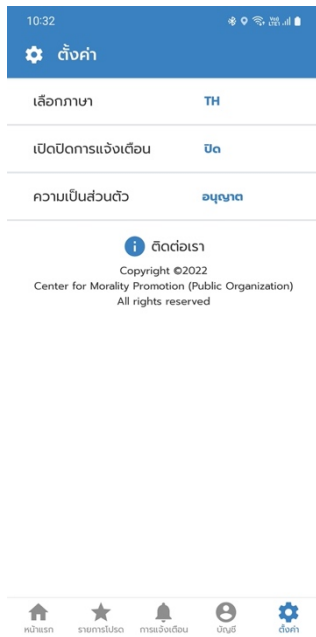 10:32
ตั้งค่า
เลือกภาษา TH
เปิดปิดการแจ้งเตือน ปิด
ความเป็นส่วนตัว อนุญาต
ติดต่อเรา
Copyright ©2022
Center for Morality Promotion (Public Organization)
All rights reserved
หน้าแรก รายการโปรด การแจ้งเตือน บัญชี ตั้งค่า